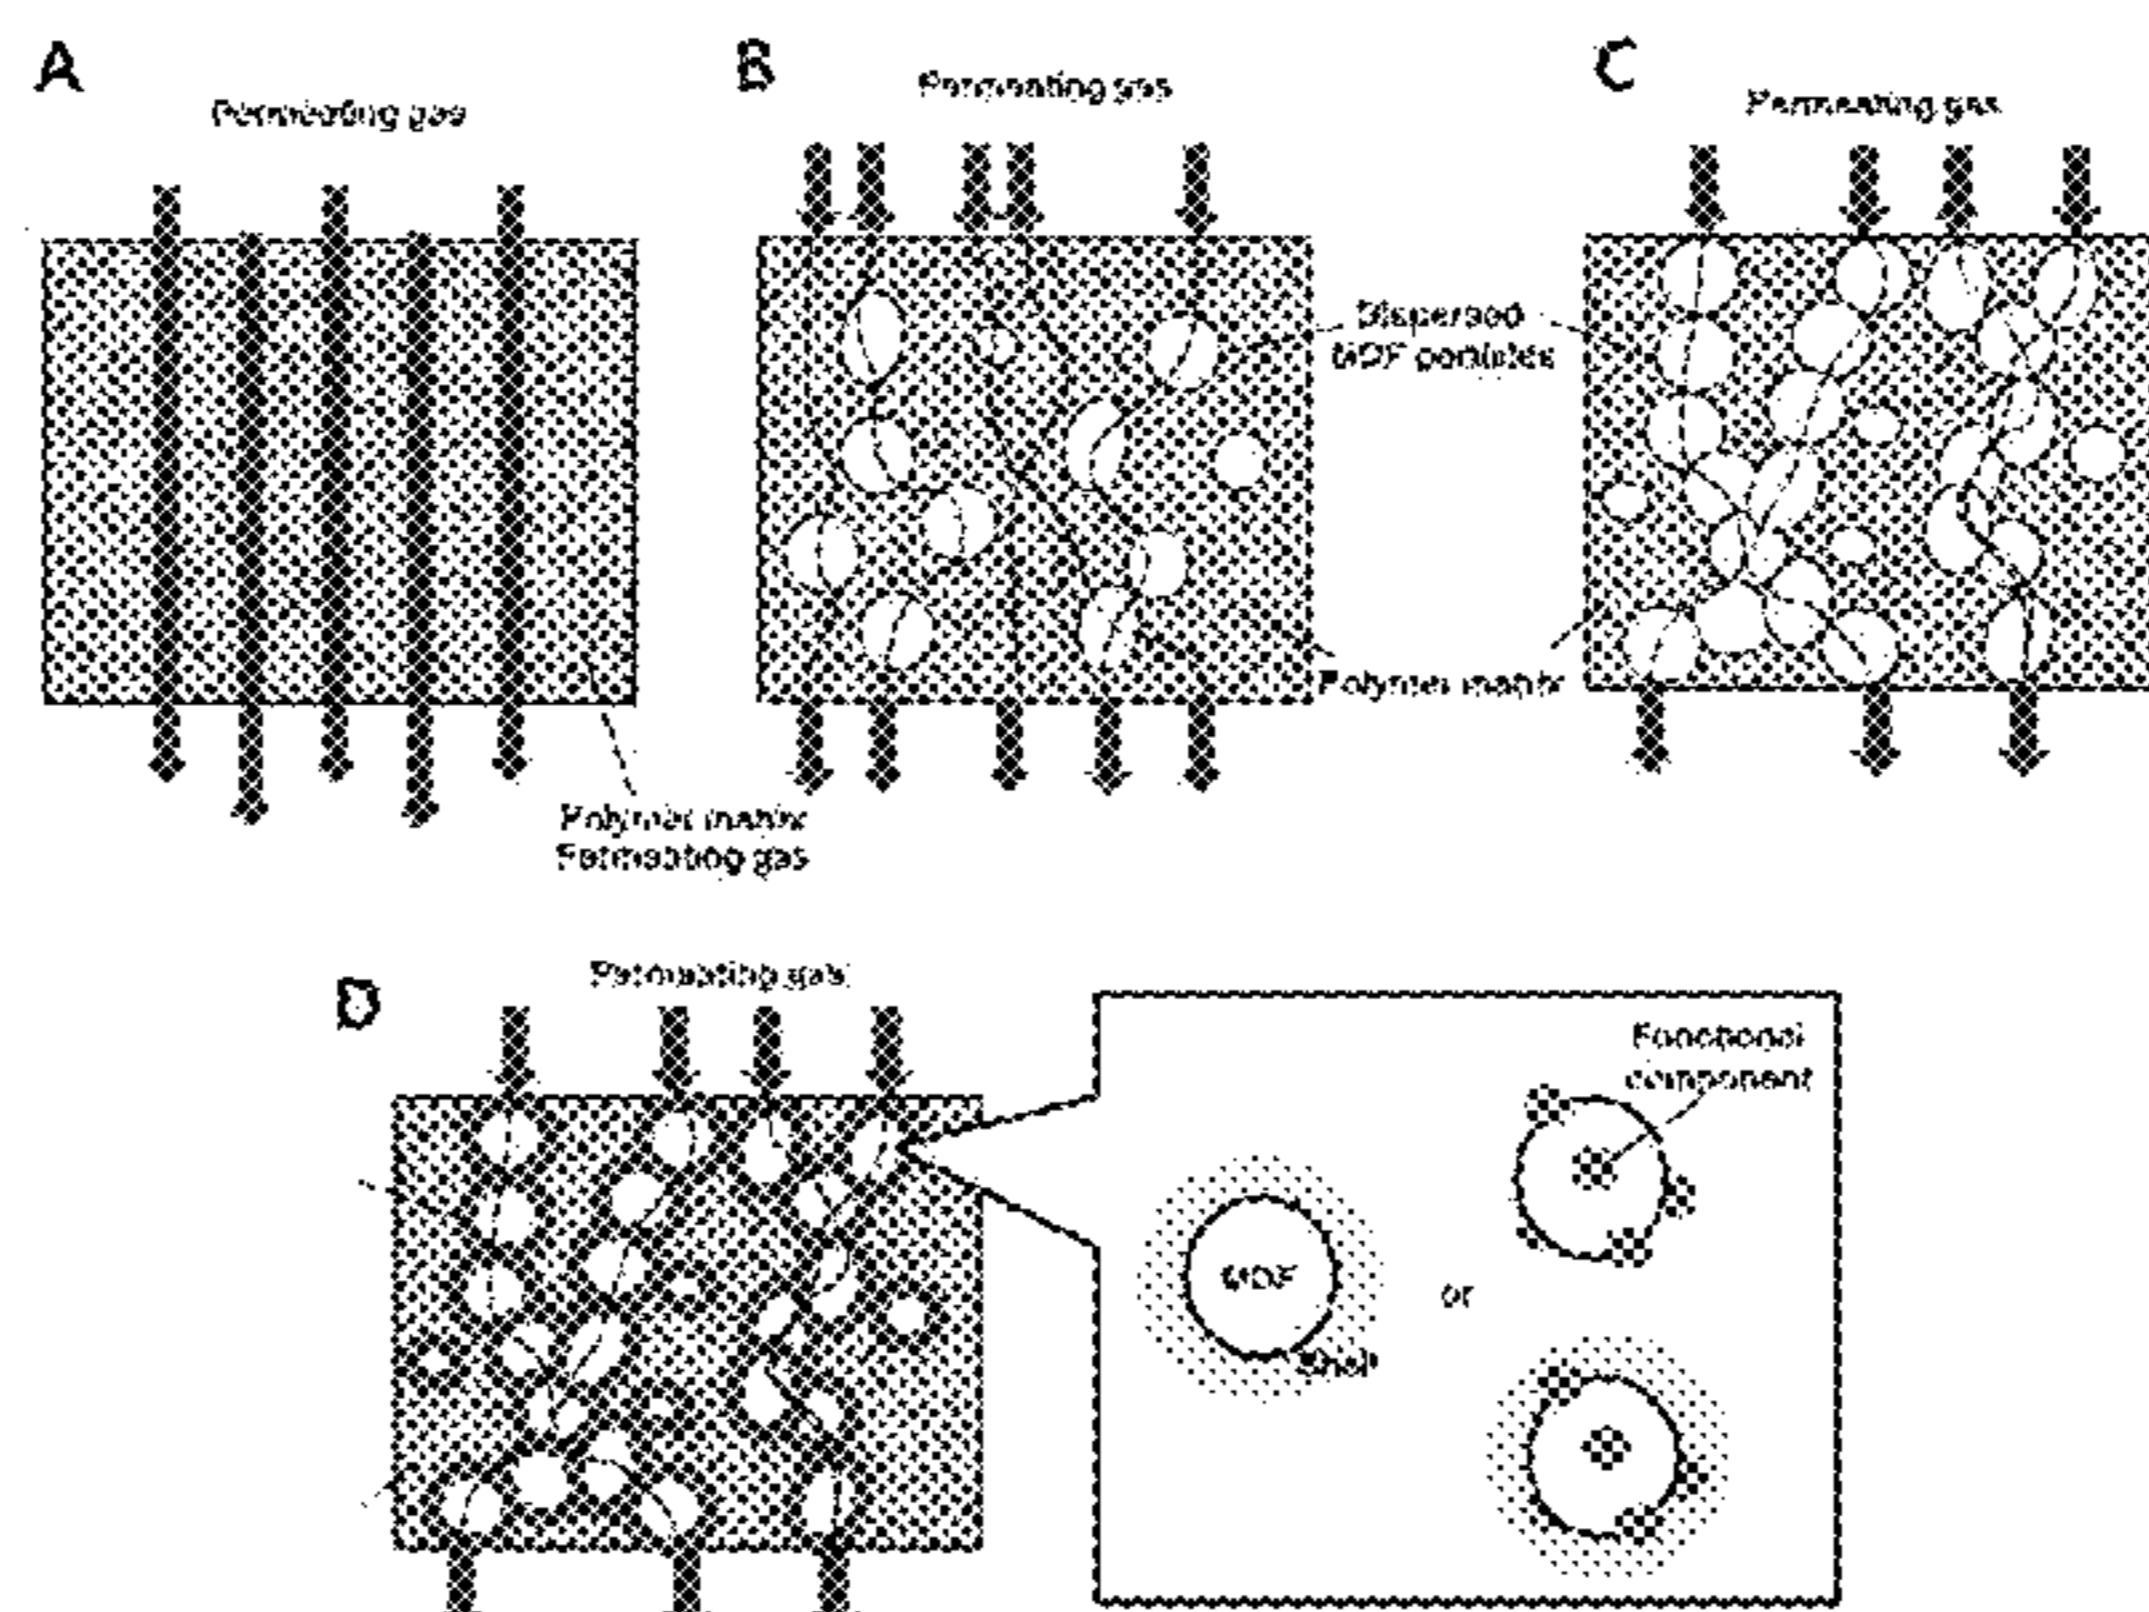 A
Permeating gas
B
Permeating gas
C
Permeating gas
Dispersed
MOF particles
Polymer matrix
Polymer matrix
Permeating gas
D
Permeating gas
Functional
component
MOF
or
Shell